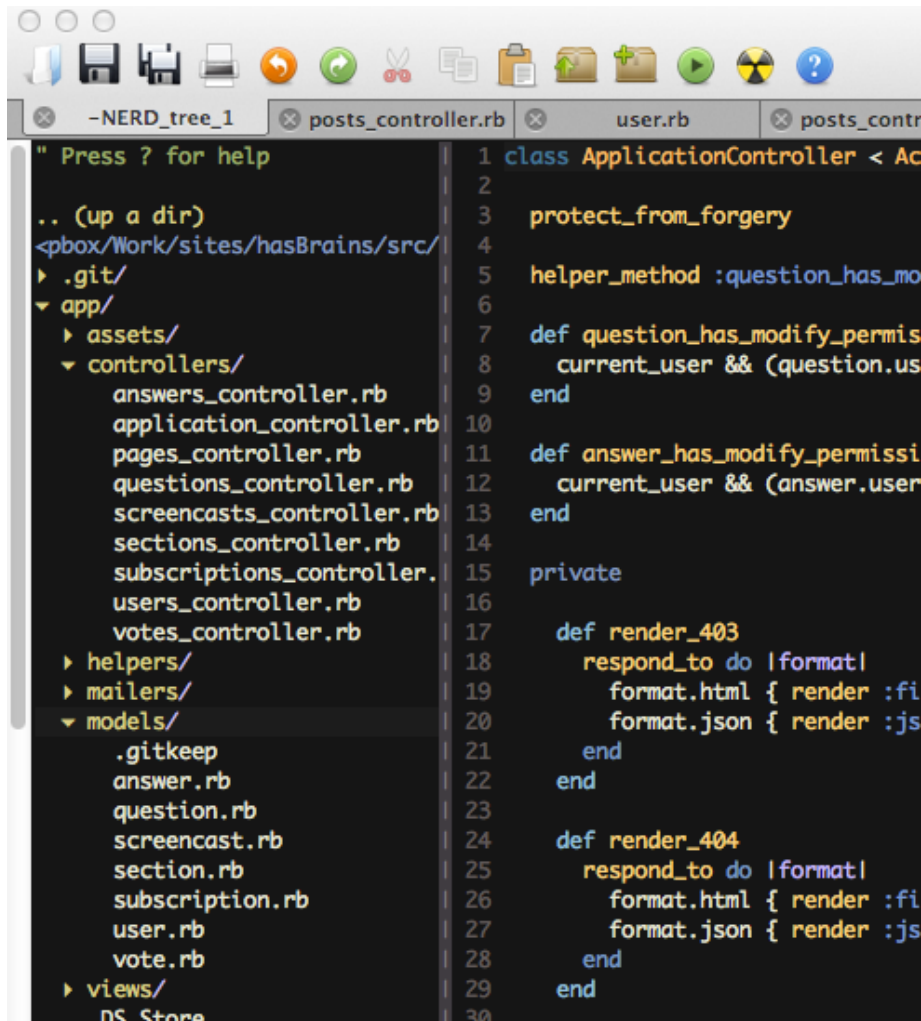 -NERD_tree_1
posts_controller.rb
user.rb
posts_contr
" Press ? for help
.. (up a dir)
<pbox/Work/sites/hasBrains/src/
▸ .git/
▾ app/
▸ assets/
▾ controllers/
answers_controller.rb
application_controller.rb
pages_controller.rb
questions_controller.rb
screencasts_controller.rb
sections_controller.rb
subscriptions_controller.
users_controller.rb
votes_controller.rb
▸ helpers/
▸ mailers/
▾ models/
.gitkeep
answer.rb
question.rb
screencast.rb
section.rb
subscription.rb
user.rb
vote.rb
▸ views/
.DS_Store
1 class ApplicationController < Ac
2
3 protect_from_forgery
4
5 helper_method :question_has_mo
6
7 def question_has_modify_permis
8 current_user && (question.us
9 end
10
11 def answer_has_modify_permissi
12 current_user && (answer.user
13 end
14
15 private
16
17 def render_403
18 respond_to do |format|
19 format.html { render :fi
20 format.json { render :js
21 end
22 end
23
24 def render_404
25 respond_to do |format|
26 format.html { render :fi
27 format.json { render :js
28 end
29 end
30